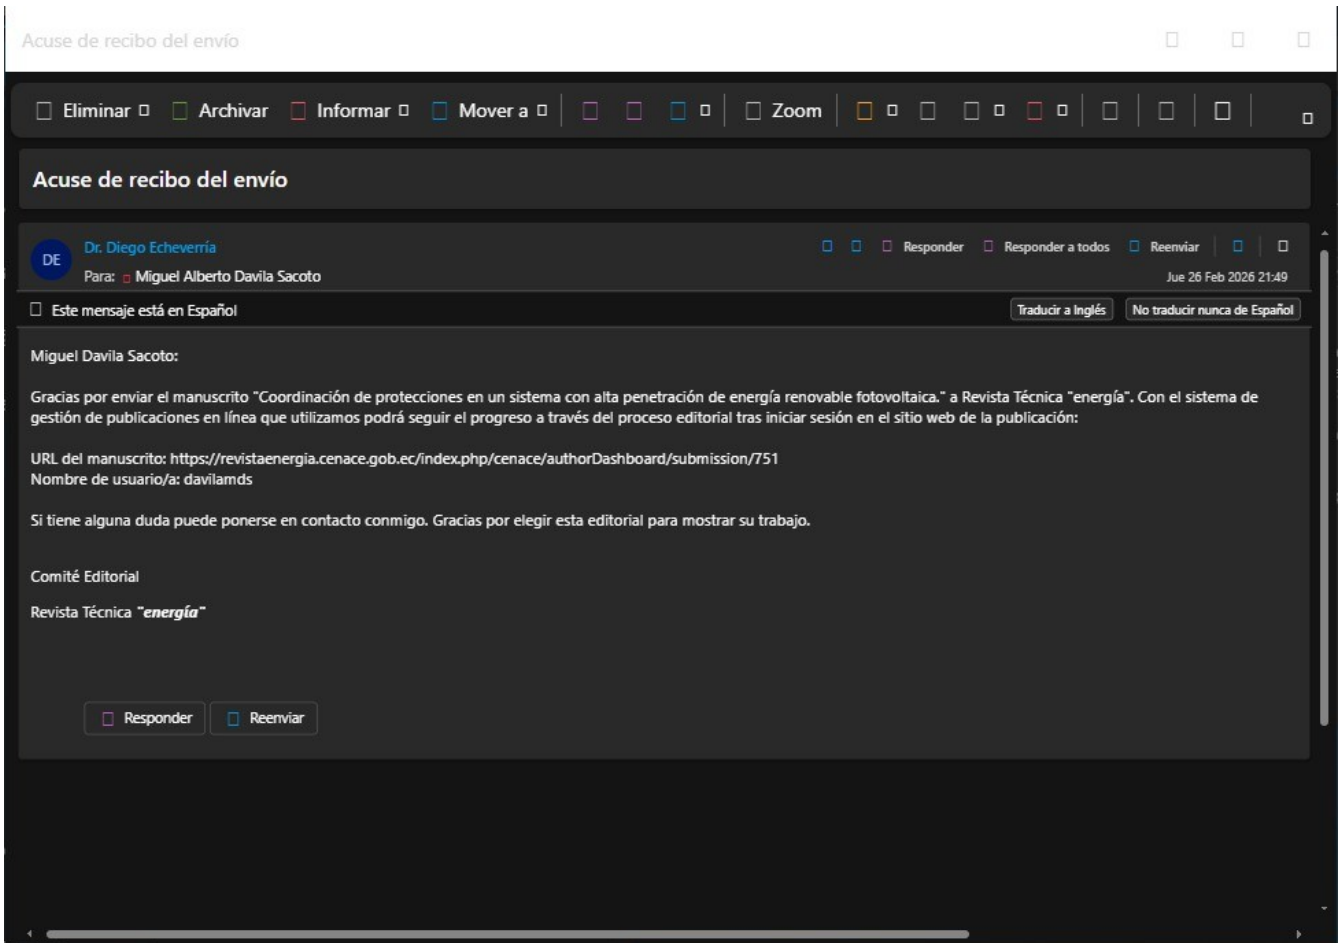 Acuse de recibo del envío
Eliminar Archivar Informar Mover a Zoom
Acuse de recibo del envío
DE
Dr. Diego Echeverría
Responder Responder a todos Reenviar
Para: Miguel Alberto Davila Sacoto
Jue 26 Feb 2026 21:49
Este mensaje está en Español
Traducir a Inglés No traducir nunca de Español
Miguel Davila Sacoto:
Gracias por enviar el manuscrito "Coordinación de protecciones en un sistema con alta penetración de energía renovable fotovoltaica." a Revista Técnica "energía". Con el sistema de
gestión de publicaciones en línea que utilizamos podrá seguir el progreso a través del proceso editorial tras iniciar sesión en el sitio web de la publicación:
URL del manuscrito: https://revistaenergia.cenace.gob.ec/index.php/cenace/authorDashboard/submission/751
Nombre de usuario/a: davilamds
Si tiene alguna duda puede ponerse en contacto conmigo. Gracias por elegir esta editorial para mostrar su trabajo.
Comité Editorial
Revista Técnica "energía"
Responder Reenviar